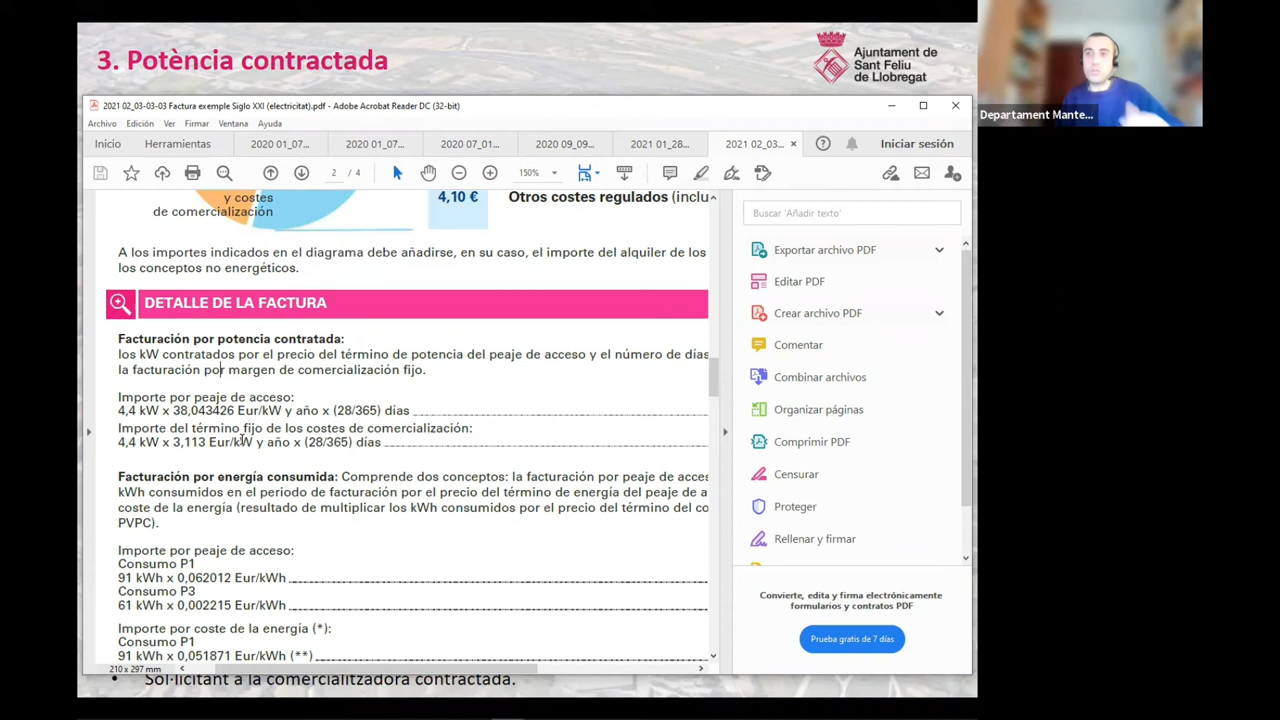 3. Potència contractada
Ajuntament de
Sant Feliu
de Llobregat
Departament Mante...
2021 02_03-03-03 Factura exemple Siglo XXI (electricitat).pdf - Adobe Acrobat Reader DC (32-bit)
Archivo Edición Ver Firmar Ventana Ayuda
Inicio Herramientas 2020 01_07... 2020 01_07... 2020 07_01... 2020 09_09... 2021 01_28... 2021 02_03... × Iniciar sesión
2 / 4 150%
y costes
de comercialización
4,10 €
Otros costes regulados (inclu
A los importes indicados en el diagrama debe añadirse, en su caso, el importe del alquiler de los
los conceptos no energéticos.
DETALLE DE LA FACTURA
Facturación por potencia contratada:
los kW contratados por el precio del término de potencia del peaje de acceso y el número de días
la facturación por margen de comercialización fijo.
Importe por peaje de acceso:
4,4 kW x 38,043426 Eur/kW y año x (28/365) días
Importe del término fijo de los costes de comercialización:
4,4 kW x 3,113 Eur/kW y año x (28/365) días
Facturación por energía consumida: Comprende dos conceptos: la facturación por peaje de acces
kWh consumidos en el periodo de facturación por el precio del término de energía del peaje de a
coste de la energía (resultado de multiplicar los kWh consumidos por el precio del término del co
PVPC).
Importe por peaje de acceso:
Consumo P1
91 kWh x 0,062012 Eur/kWh
Consumo P3
61 kWh x 0,002215 Eur/kWh
Importe por coste de la energía (*):
Consumo P1
91 kWh x 0,051871 Eur/kWh (**)
210 x 297 mm
Buscar 'Añadir texto'
Exportar archivo PDF
Editar PDF
Crear archivo PDF
Comentar
Combinar archivos
Organizar páginas
Comprimir PDF
Censurar
Proteger
Rellenar y firmar
Convierte, edita y firma electrónicamente
formularios y contratos PDF
Prueba gratis de 7 días
• Sol·licitant a la comercialitzadora contractada.